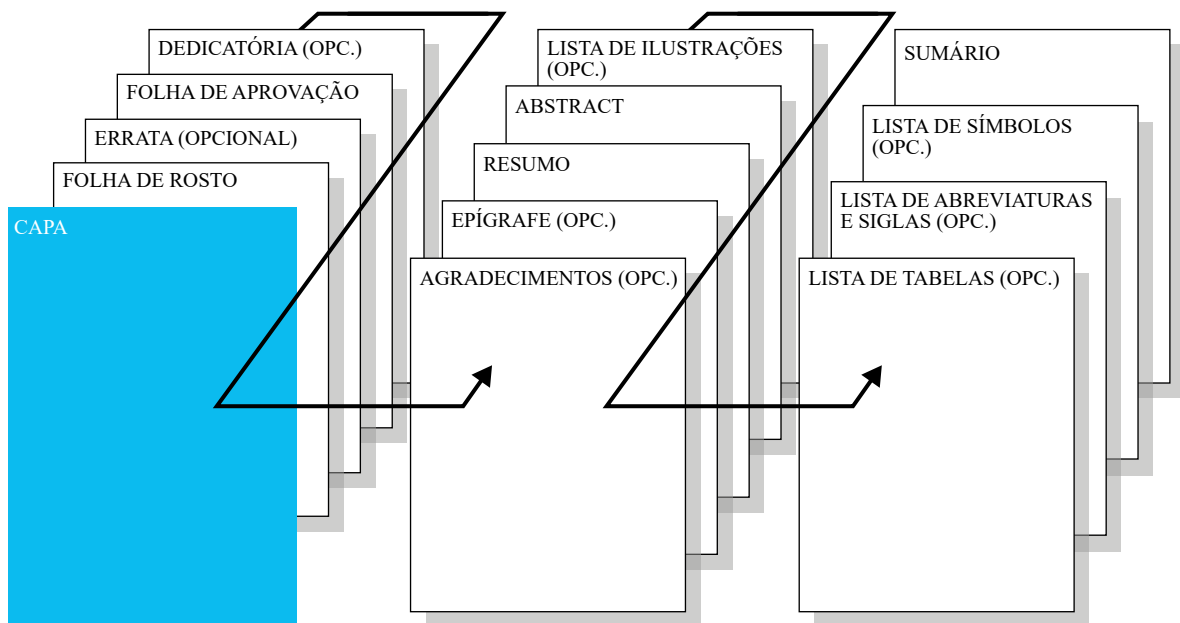 DEDICATÓRIA (OPC.)
FOLHA DE APROVAÇÃO
ERRATA (OPCIONAL)
FOLHA DE ROSTO
CAPA
LISTA DE ILUSTRAÇÕES
(OPC.)
ABSTRACT
RESUMO
EPÍGRAFE (OPC.)
AGRADECIMENTOS (OPC.)
SUMÁRIO
LISTA DE SÍMBOLOS
(OPC.)
LISTA DE ABREVIATURAS
E SIGLAS (OPC.)
LISTA DE TABELAS (OPC.)